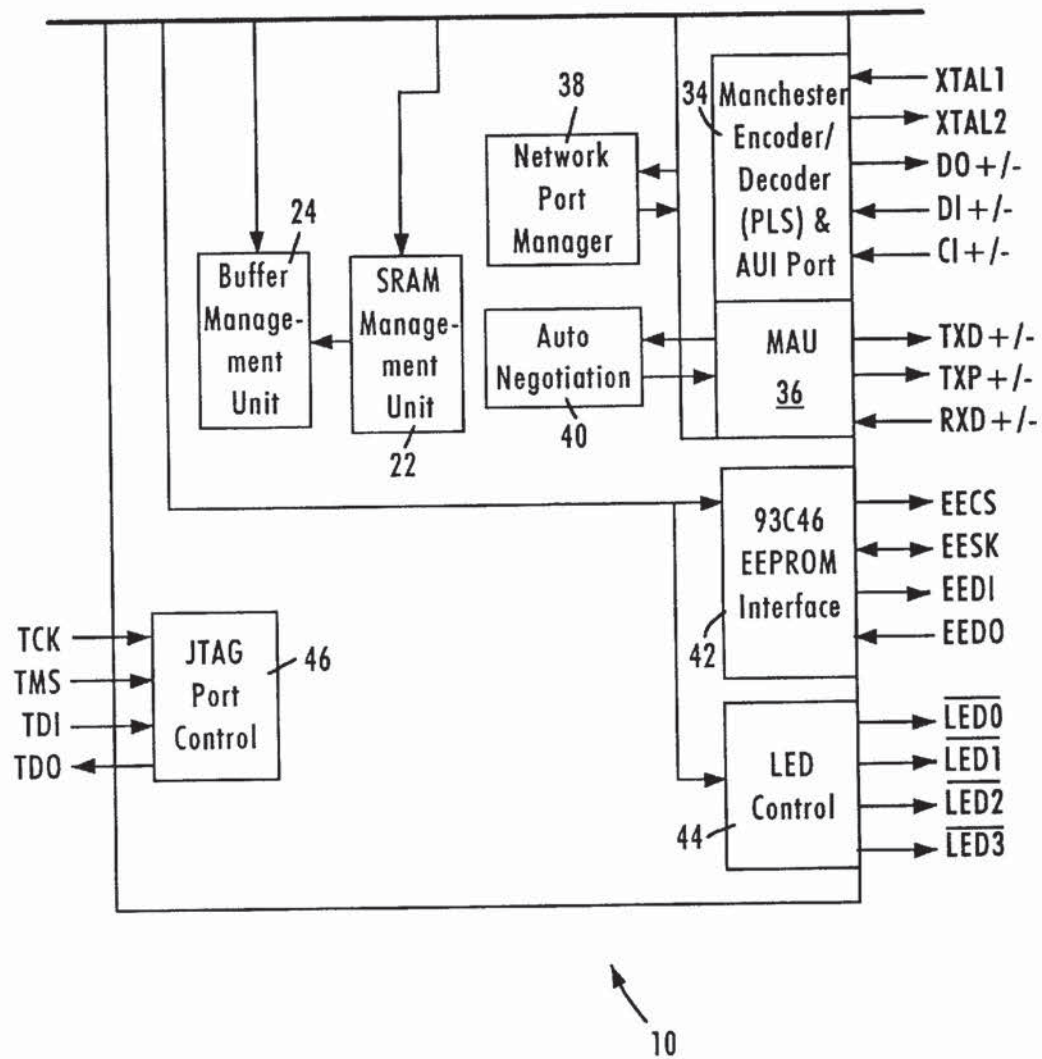 38
Network
Port
Manager
34
Manchester
Encoder/
Decoder
(PLS) &
AUI Port
XTAL1
XTAL2
DO+/-
DI+/-
CI+/-
24
Buffer
Manage-
ment
Unit
SRAM
Manage-
ment
Unit
22
Auto
Negotiation
40
MAU
36
TXD+/-
TXP+/-
RXD+/-
93C46
EEPROM
Interface
42
EECS
EESK
EEDI
EEDO
TCK
TMS
TDI
TDO
JTAG
Port
Control
46
LED
Control
44
LED0
LED1
LED2
LED3
10